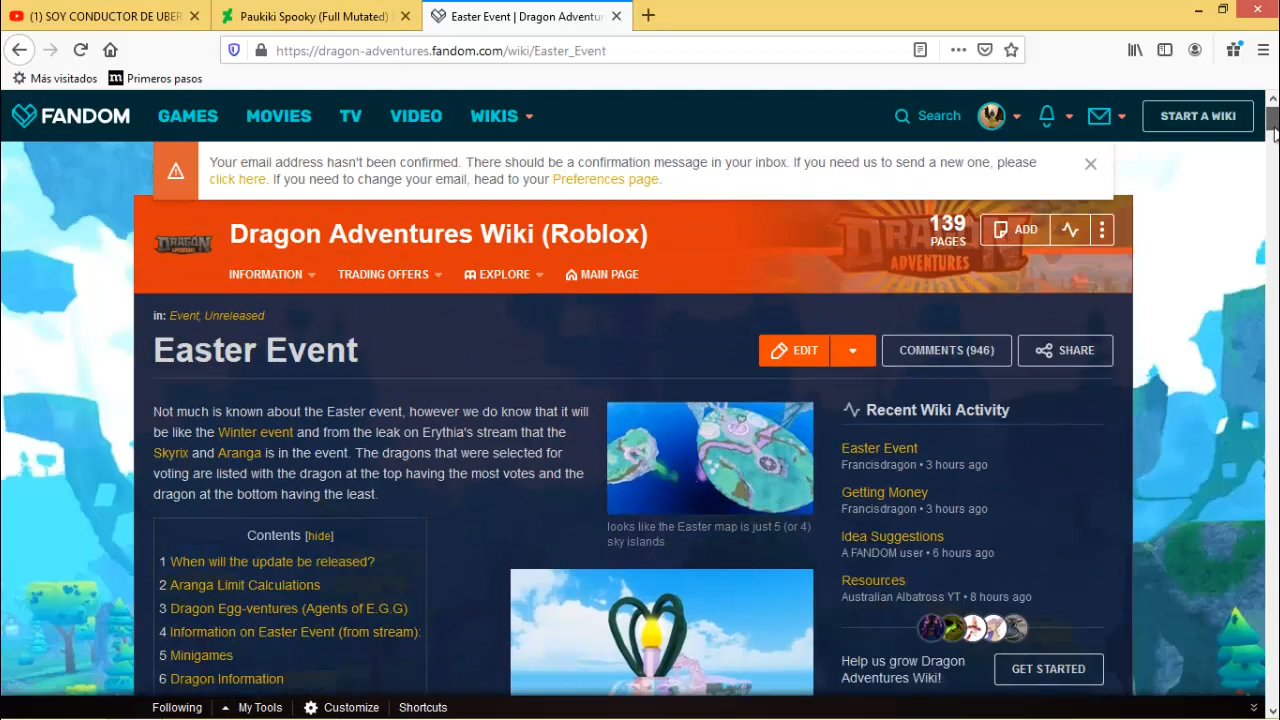 (1) SOY CONDUCTOR DE UBER
Paukiki Spooky (Full Mutated)
Easter Event | Dragon Adventu
https://dragon-adventures.fandom.com/wiki/Easter_Event
Más visitados
Primeros pasos
FANDOM
GAMES
MOVIES
TV
VIDEO
WIKIS
Search
START A WIKI
Your email address hasn't been confirmed. There should be a confirmation message in your inbox. If you need us to send a new one, please
click here. If you need to change your email, head to your Preferences page.
DRAGON
ADVENTURES
Dragon Adventures Wiki (Roblox)
139
PAGES
ADD
INFORMATION
TRADING OFFERS
EXPLORE
MAIN PAGE
in: Event, Unreleased
Easter Event
EDIT
COMMENTS (946)
SHARE
Not much is known about the Easter event, however we do know that it will
be like the Winter event and from the leak on Erythia's stream that the
Skyrix and Aranga is in the event. The dragons that were selected for
voting are listed with the dragon at the top having the most votes and the
dragon at the bottom having the least.
looks like the Easter map is just 5 (or 4)
sky islands
Contents [hide]
1 When will the update be released?
2 Aranga Limit Calculations
3 Dragon Egg-ventures (Agents of E.G.G)
4 Information on Easter Event (from stream):
5 Minigames
6 Dragon Information
Recent Wiki Activity
Easter Event
Francisdragon • 3 hours ago
Getting Money
Francisdragon • 3 hours ago
Idea Suggestions
A FANDOM user • 6 hours ago
Resources
Australian Albatross YT • 8 hours ago
Help us grow Dragon
Adventures Wiki!
GET STARTED
Following
My Tools
Customize
Shortcuts